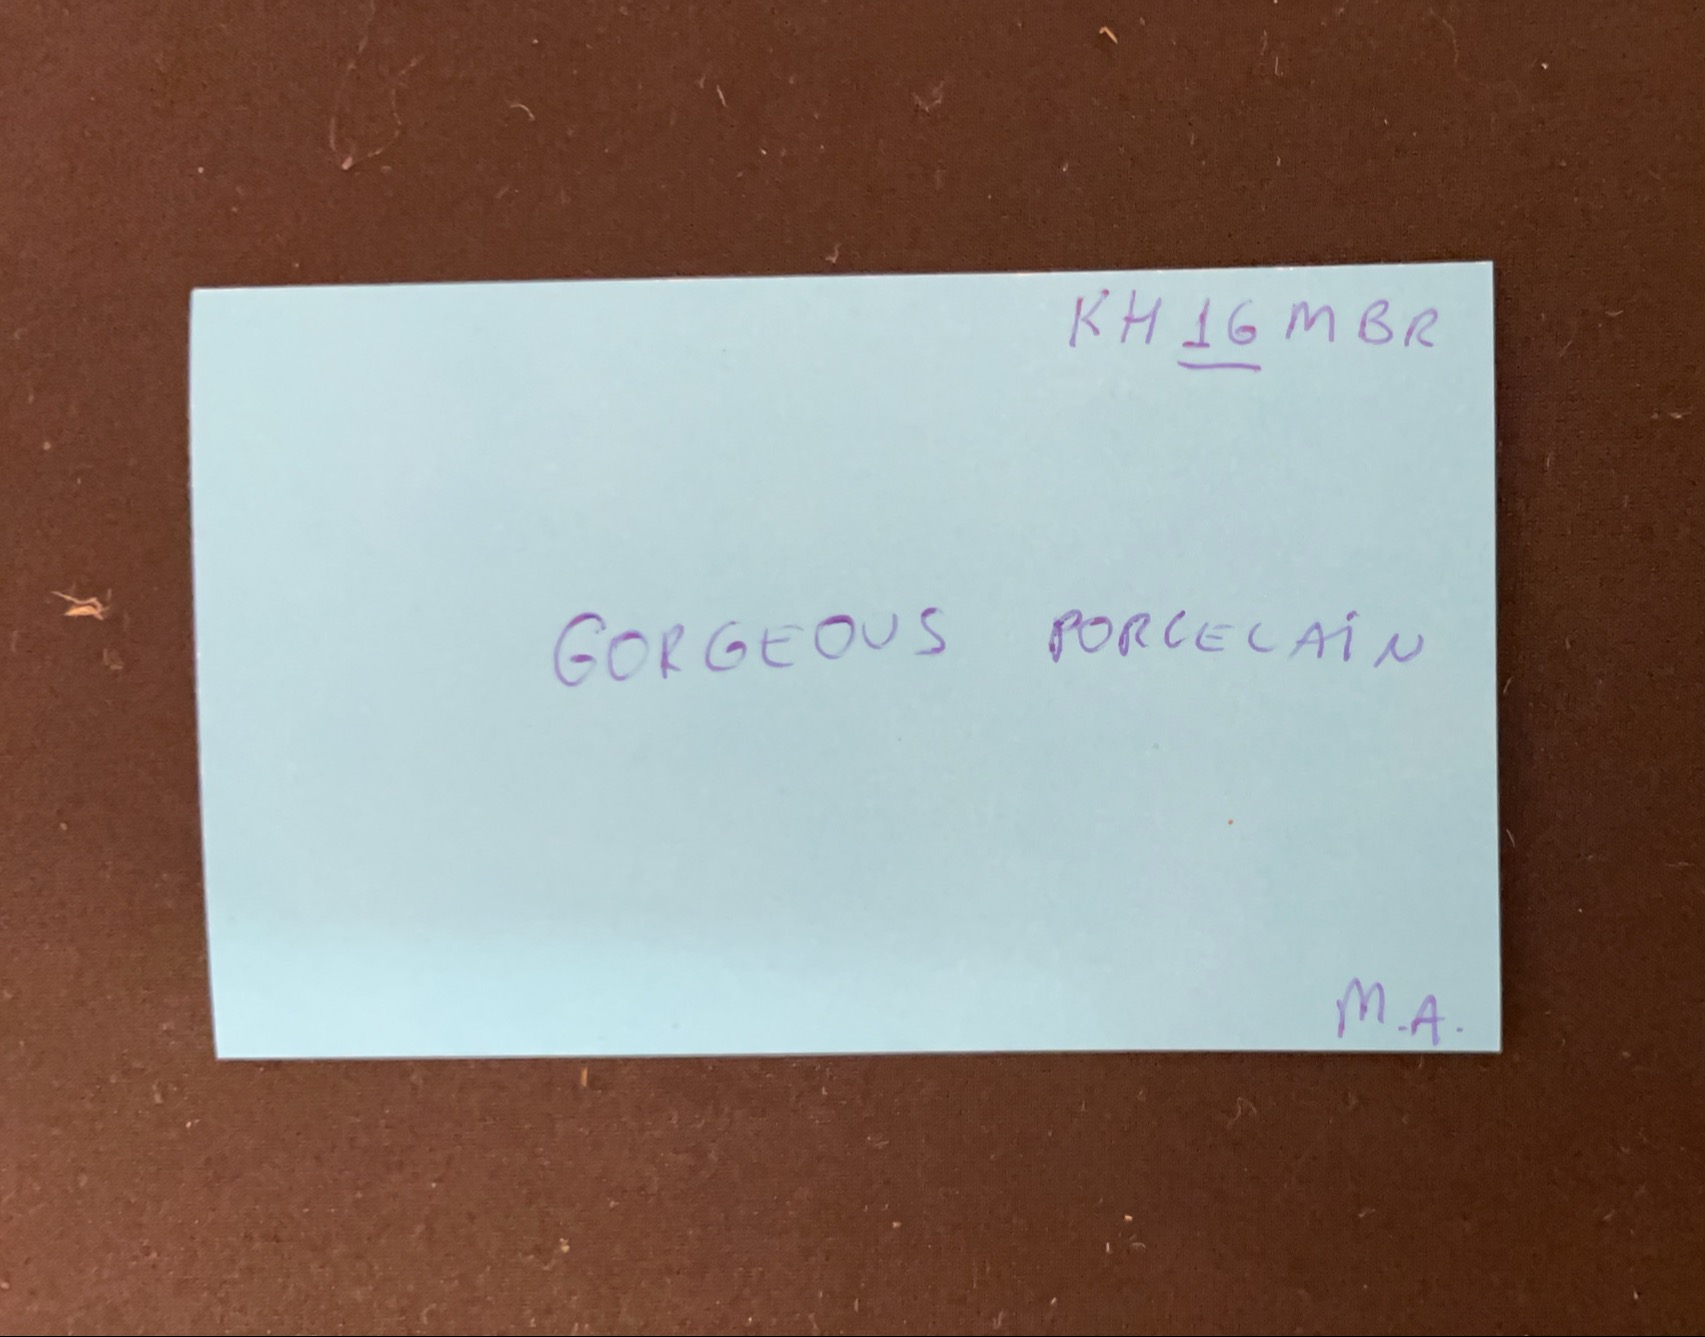 KH 16 MBR
GORGEOUS PORCELAiN
M.A.